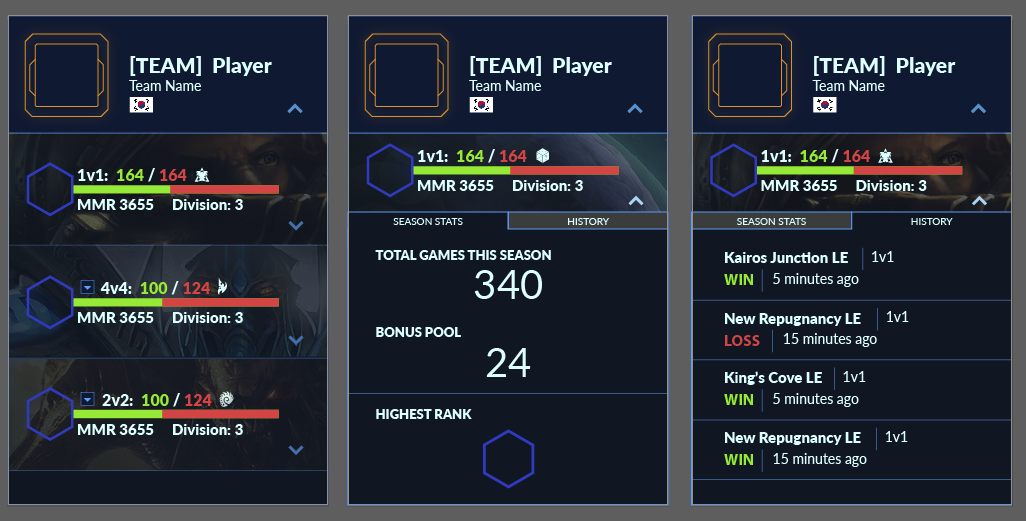 [TEAM] Player
Team Name
1v1: 164 / 164
MMR 3655 Division: 3
4v4: 100 / 124
MMR 3655 Division: 3
2v2: 100 / 124
MMR 3655 Division: 3
[TEAM] Player
Team Name
1v1: 164 / 164
MMR 3655 Division: 3
SEASON STATS HISTORY
TOTAL GAMES THIS SEASON
340
BONUS POOL
24
HIGHEST RANK
[TEAM] Player
Team Name
1v1: 164 / 164
MMR 3655 Division: 3
SEASON STATS HISTORY
Kairos Junction LE 1v1
WIN 5 minutes ago
New Repugnancy LE 1v1
LOSS 15 minutes ago
King's Cove LE 1v1
WIN 5 minutes ago
New Repugnancy LE 1v1
WIN 15 minutes ago